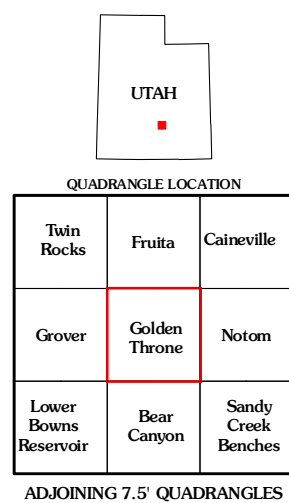 UTAH
QUADRANGLE LOCATION
Twin
Rocks
Fruita
Caineville
Grover
Golden
Throne
Notom
Lower
Bowns
Reservoir
Bear
Canyon
Sandy
Creek
Benches
ADJOINING 7.5' QUADRANGLES